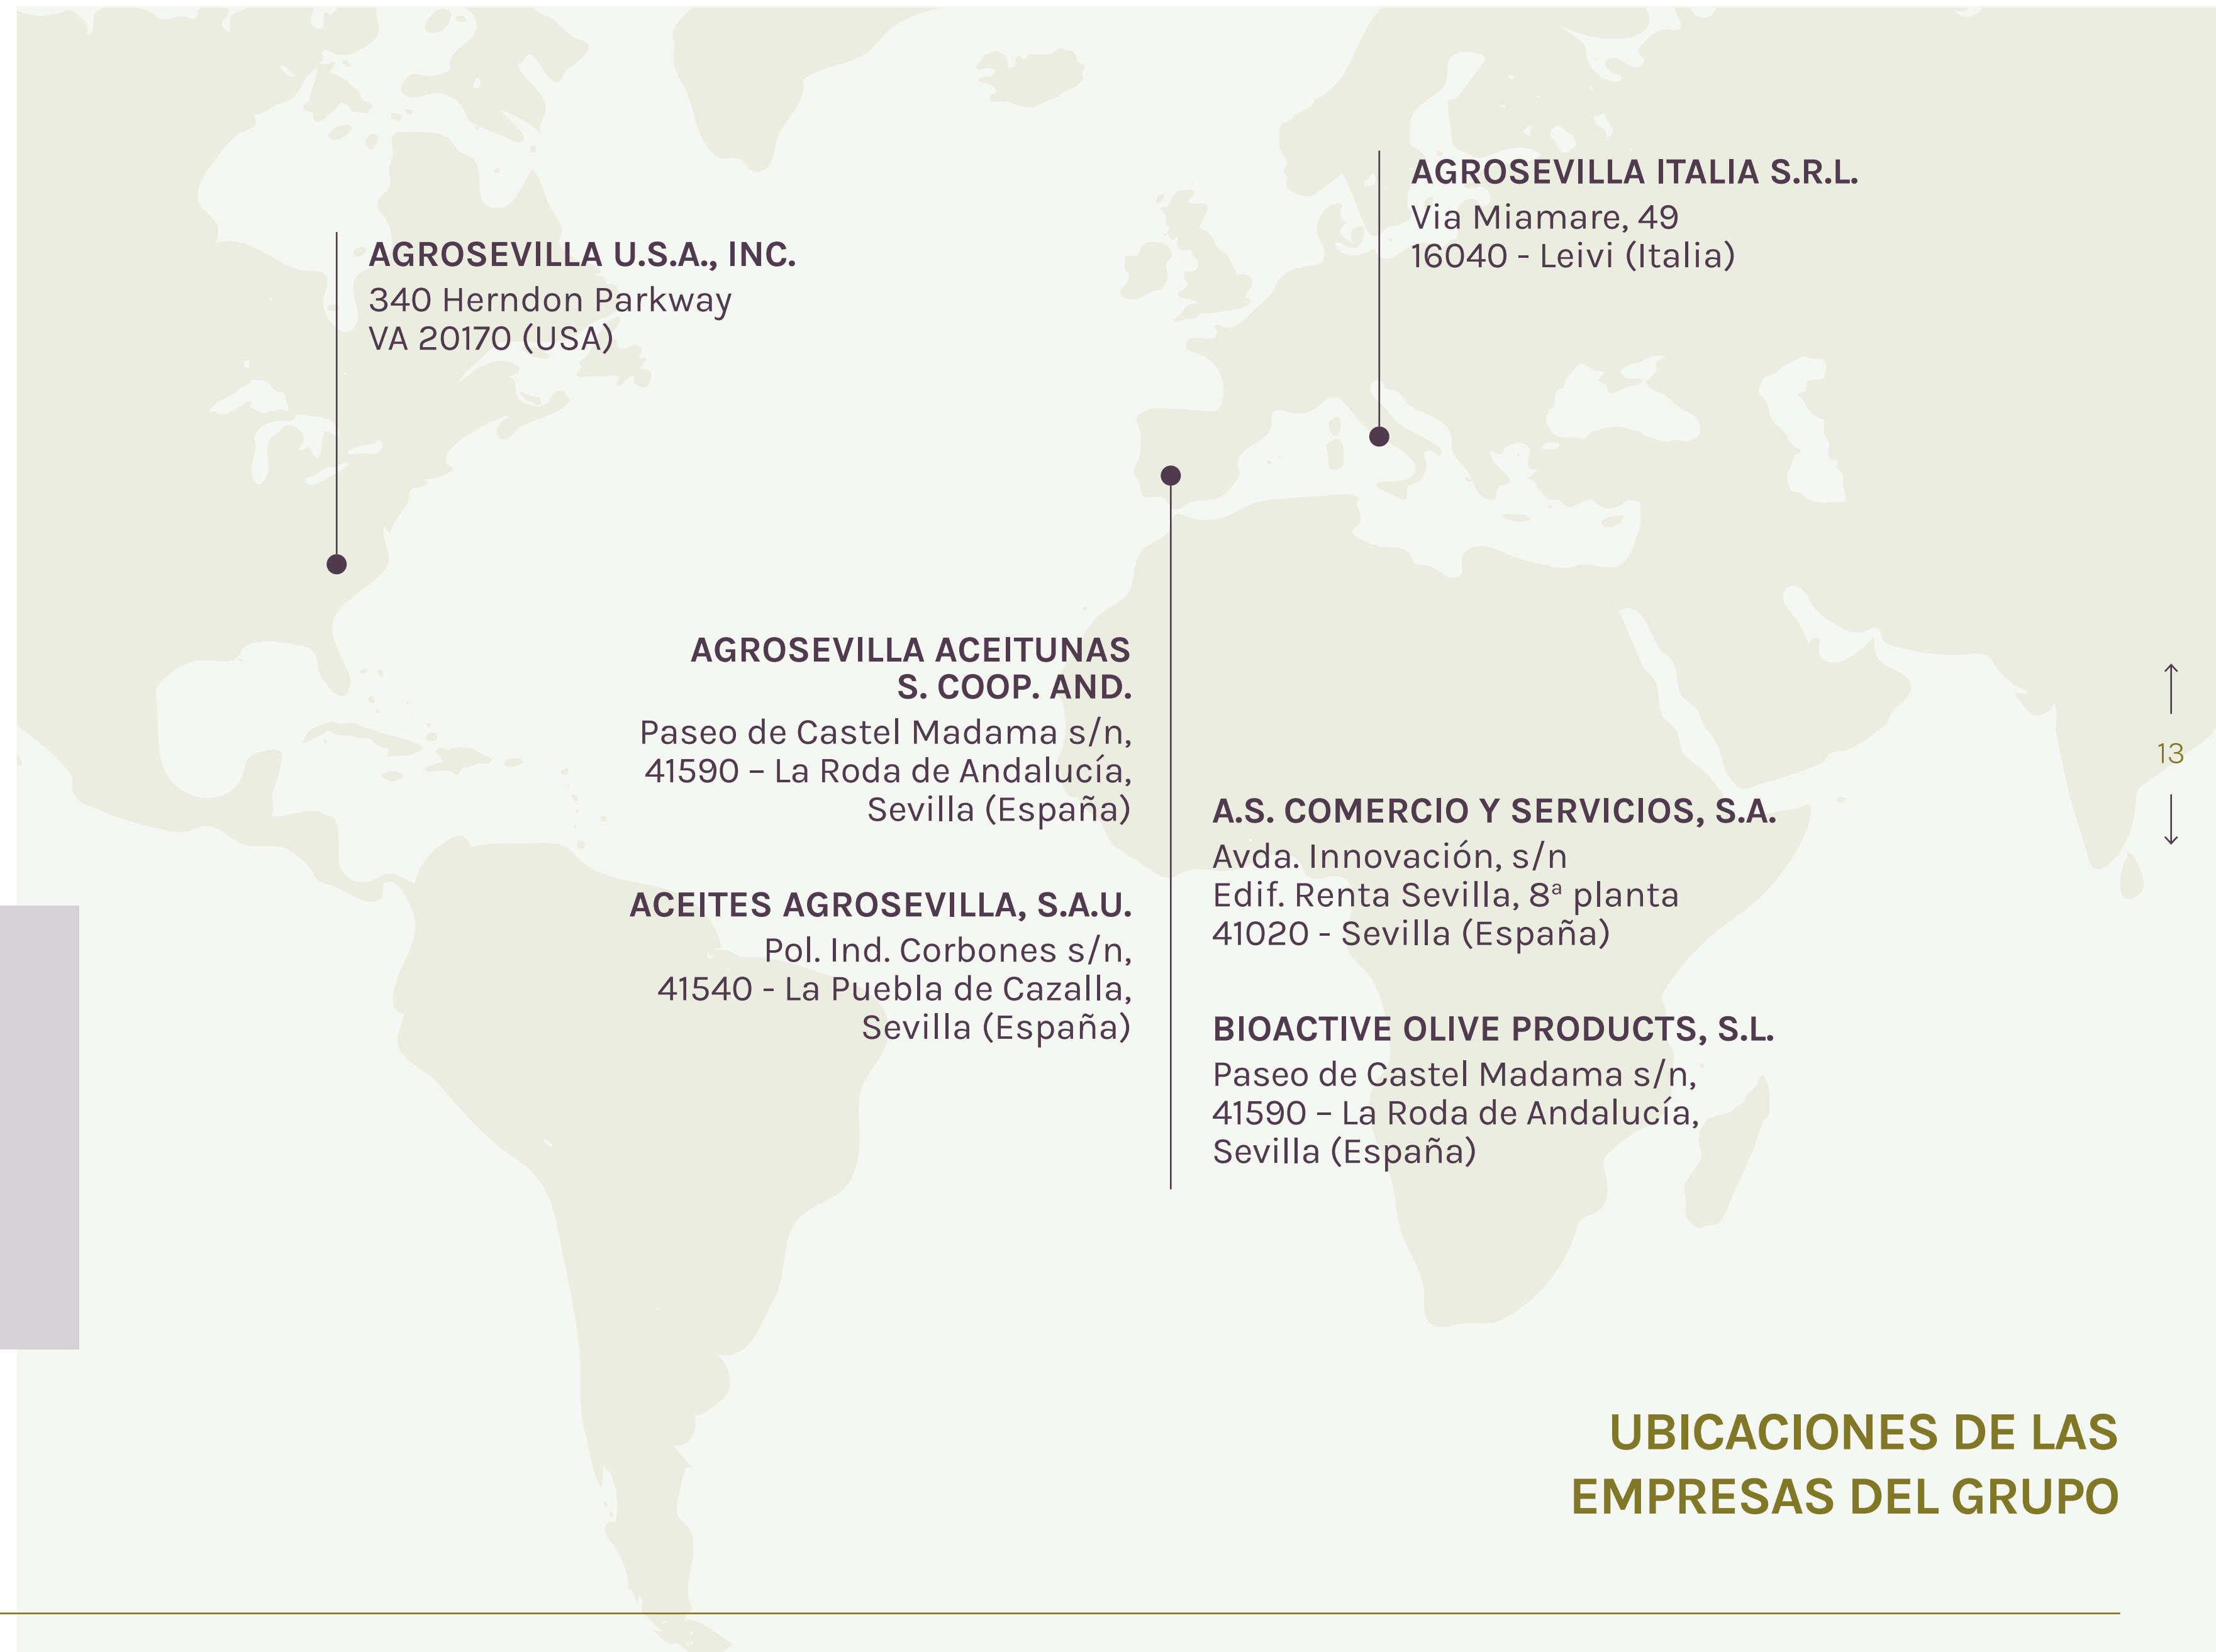 AGROSEVILLA U.S.A., INC.
340 Herndon Parkway
VA 20170 (USA)
AGROSEVILLA ITALIA S.R.L.
Via Miamare, 49
16040 - Leivi (Italia)
AGROSEVILLA ACEITUNAS
S. COOP. AND.
Paseo de Castel Madama s/n,
41590 – La Roda de Andalucía,
Sevilla (España)
ACEITES AGROSEVILLA, S.A.U.
Pol. Ind. Corbones s/n,
41540 - La Puebla de Cazalla,
Sevilla (España)
A.S. COMERCIO Y SERVICIOS, S.A.
Avda. Innovación, s/n
Edif. Renta Sevilla, 8ª planta
41020 - Sevilla (España)
BIOACTIVE OLIVE PRODUCTS, S.L.
Paseo de Castel Madama s/n,
41590 – La Roda de Andalucía,
Sevilla (España)
13
UBICACIONES DE LAS
EMPRESAS DEL GRUPO